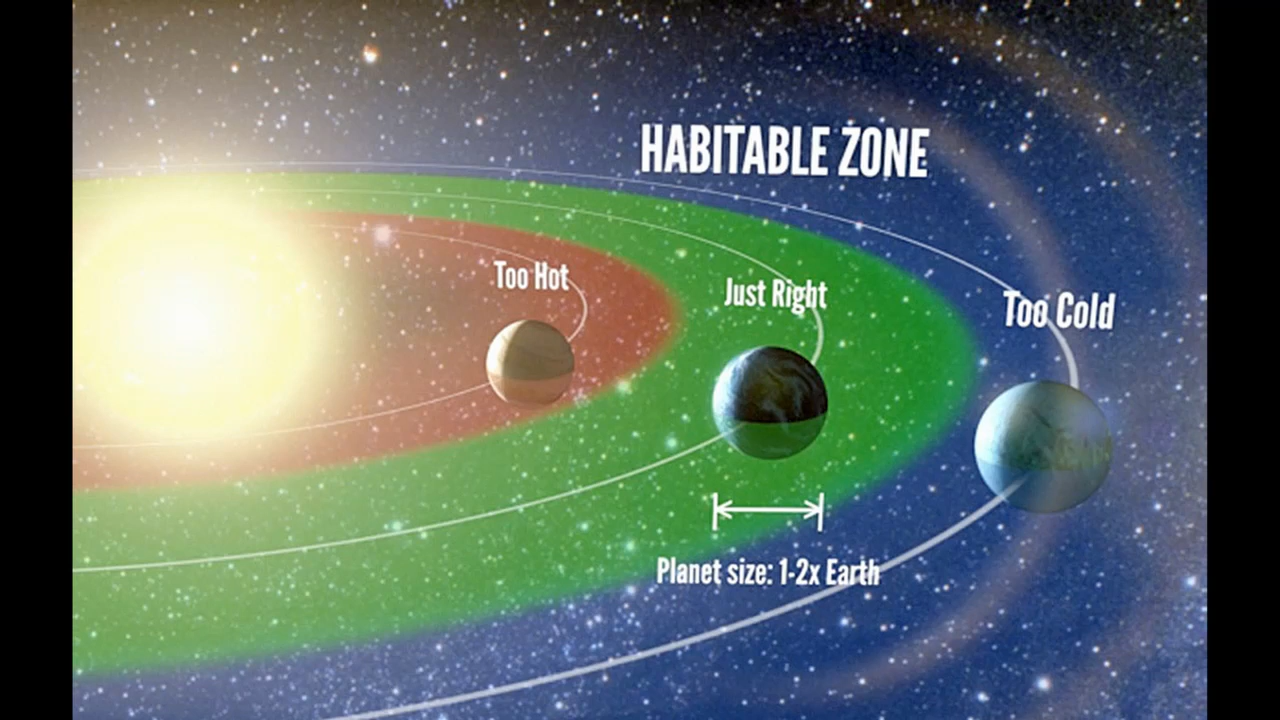 HABITABLE ZONE
Too Hot
Just Right
Too Cold
Planet size: 1-2x Earth